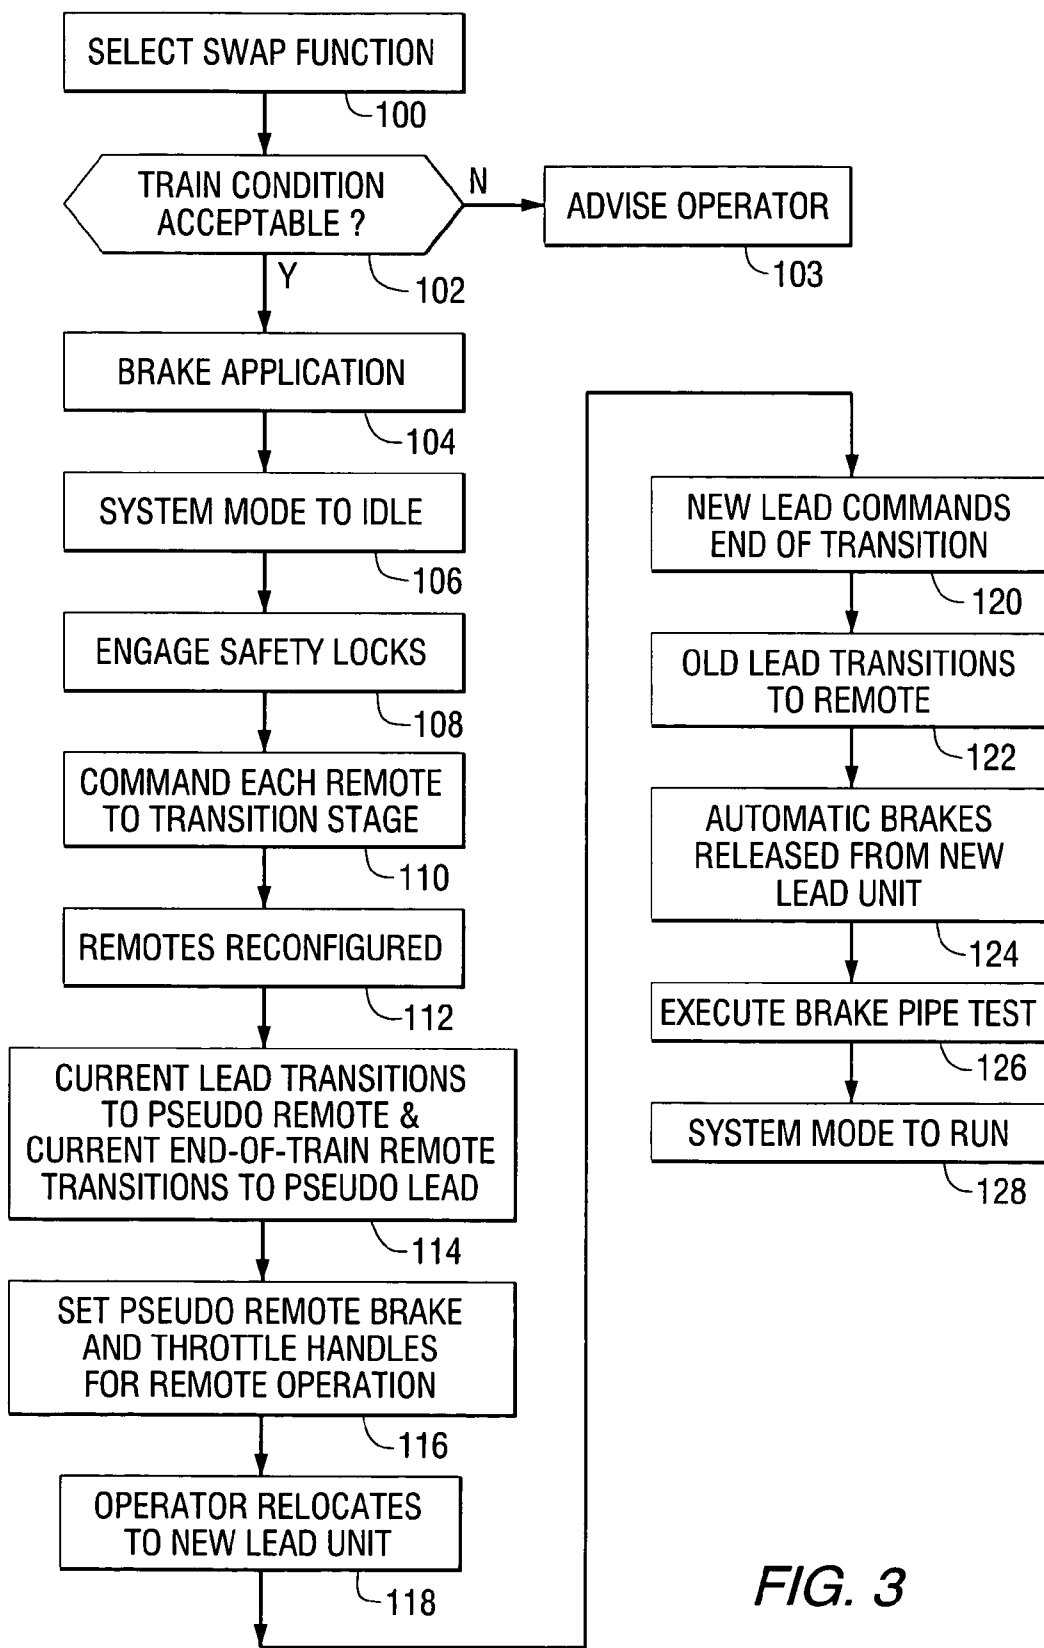 SELECT SWAP FUNCTION
100
TRAIN CONDITION
ACCEPTABLE ?
102
N
ADVISE OPERATOR
103
Y
BRAKE APPLICATION
104
SYSTEM MODE TO IDLE
106
ENGAGE SAFETY LOCKS
108
COMMAND EACH REMOTE
TO TRANSITION STAGE
110
REMOTES RECONFIGURED
112
CURRENT LEAD TRANSITIONS
TO PSEUDO REMOTE &
CURRENT END-OF-TRAIN REMOTE
TRANSITIONS TO PSEUDO LEAD
114
SET PSEUDO REMOTE BRAKE
AND THROTTLE HANDLES
FOR REMOTE OPERATION
116
OPERATOR RELOCATES
TO NEW LEAD UNIT
118
NEW LEAD COMMANDS
END OF TRANSITION
120
OLD LEAD TRANSITIONS
TO REMOTE
122
AUTOMATIC BRAKES
RELEASED FROM NEW
LEAD UNIT
124
EXECUTE BRAKE PIPE TEST
126
SYSTEM MODE TO RUN
128
FIG. 3